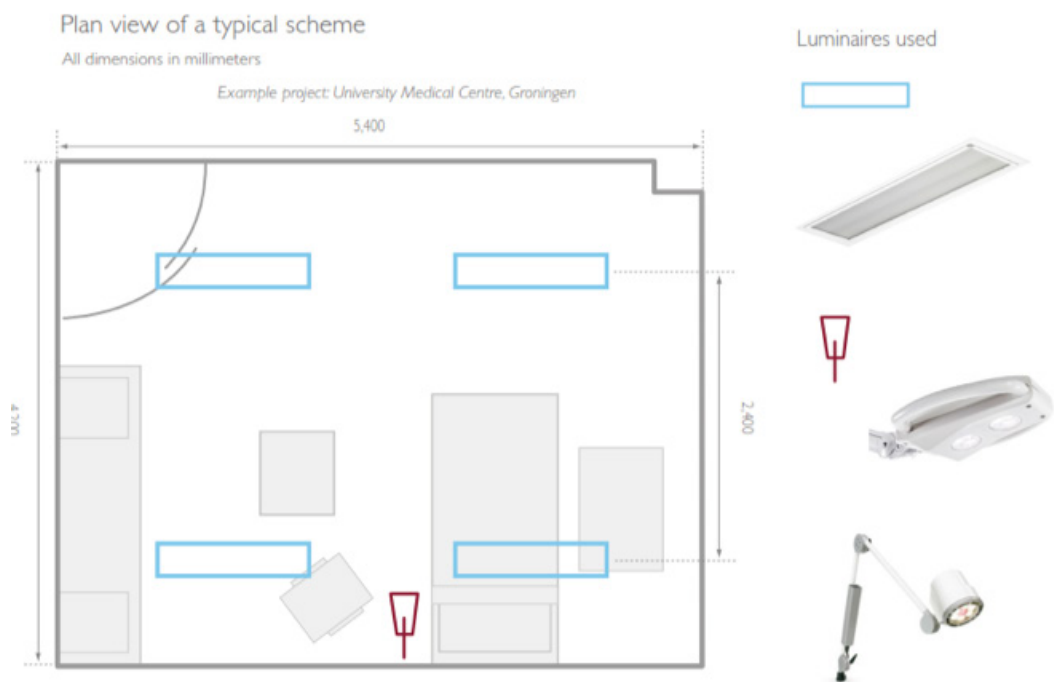 Plan view of a typical scheme
All dimensions in millimeters
Example project: University Medical Centre, Groningen
5,400
2,400
Luminaires used